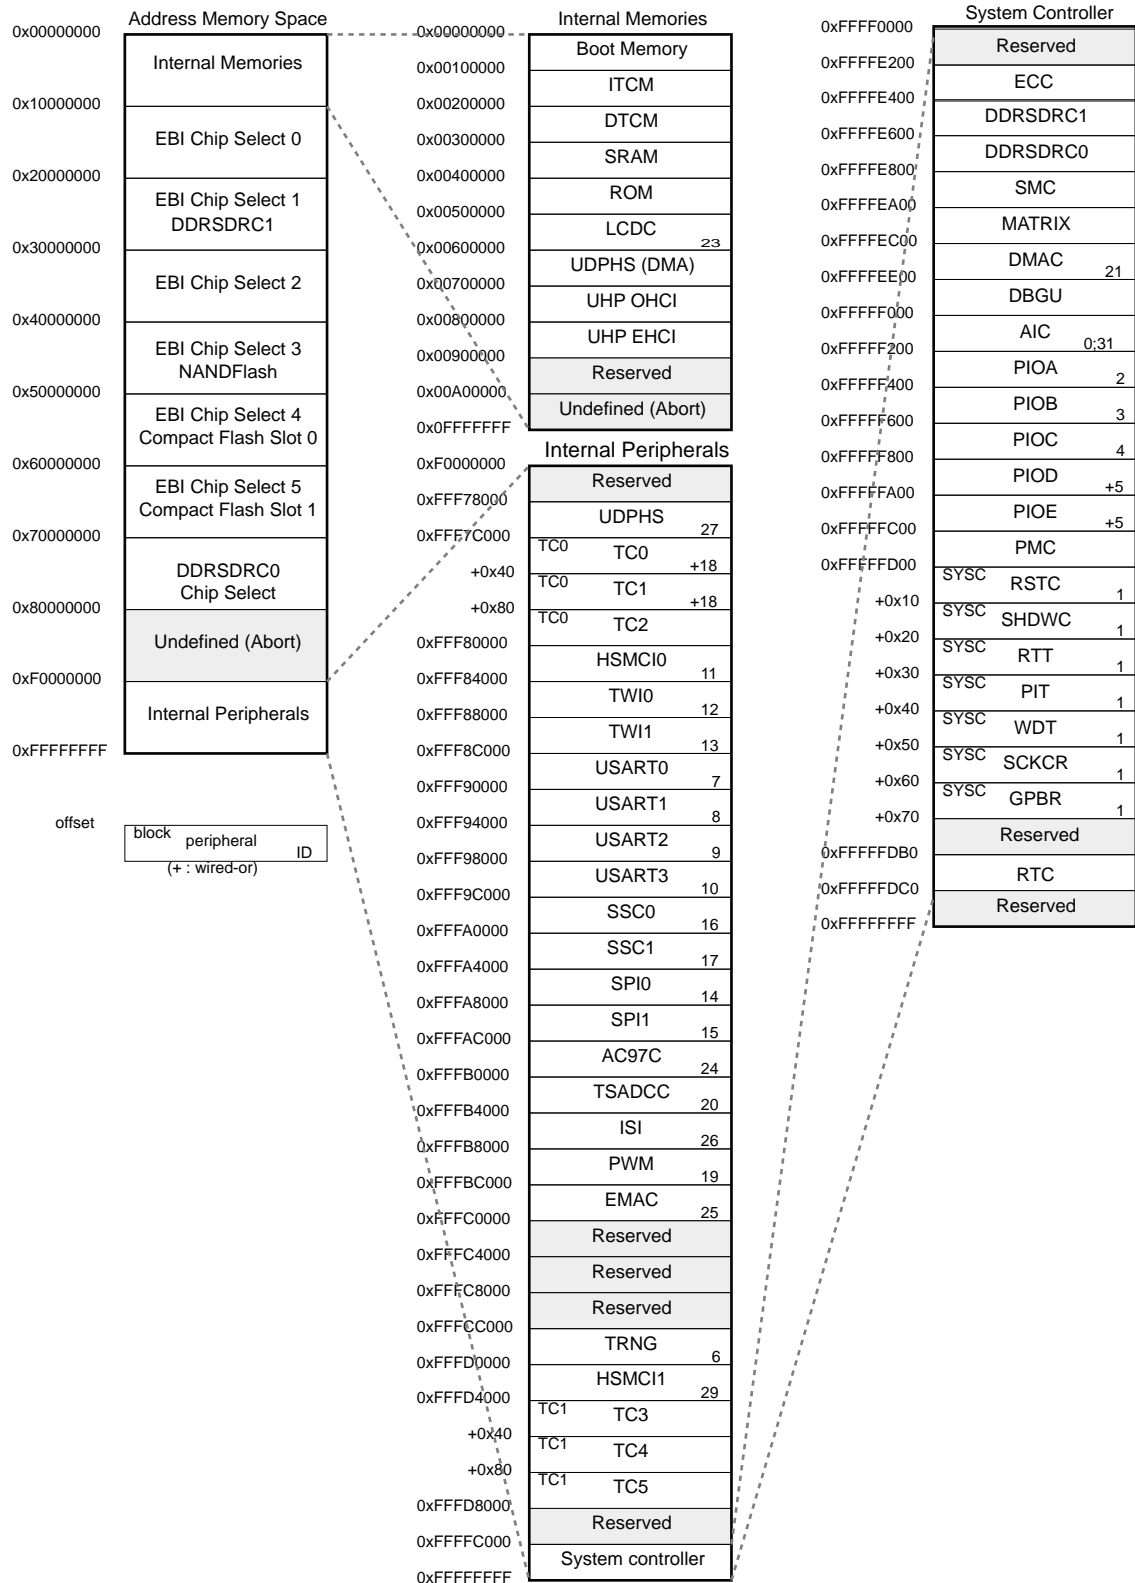 Address Memory Space
0x00000000
Internal Memories
0x10000000
EBI Chip Select 0
0x20000000
EBI Chip Select 1
DDRSDRC1
0x30000000
EBI Chip Select 2
0x40000000
EBI Chip Select 3
NANDFlash
0x50000000
EBI Chip Select 4
Compact Flash Slot 0
0x60000000
EBI Chip Select 5
Compact Flash Slot 1
0x70000000
DDRSDRC0
Chip Select
0x80000000
Undefined (Abort)
0xF0000000
Internal Peripherals
0xFFFFFFFF
offset
block
peripheral
ID
(+ : wired-or)
Internal Memories
0x00000000
Boot Memory
0x00100000
ITCM
0x00200000
DTCM
0x00300000
SRAM
0x00400000
ROM
0x00500000
LCDC 23
0x00600000
UDPHS (DMA)
0x00700000
UHP OHCI
0x00800000
UHP EHCI
0x00900000
Reserved
0x00A00000
Undefined (Abort)
0x0FFFFFFF
Internal Peripherals
0xF0000000
Reserved
0xFFF78000
UDPHS 27
0xFFF7C000
TC0 TC0 +18
+0x40
TC0 TC1 +18
+0x80
TC0 TC2
0xFFF80000
HSMCI0 11
0xFFF84000
TWI0 12
0xFFF88000
TWI1 13
0xFFF8C000
USART0 7
0xFFF90000
USART1 8
0xFFF94000
USART2 9
0xFFF98000
USART3 10
0xFFF9C000
SSC0 16
0xFFFA0000
SSC1 17
0xFFFA4000
SPI0 14
0xFFFA8000
SPI1 15
0xFFFAC000
AC97C 24
0xFFFB0000
TSADCC 20
0xFFFB4000
ISI 26
0xFFFB8000
PWM 19
0xFFFBC000
EMAC 25
0xFFFC0000
Reserved
0xFFFC4000
Reserved
0xFFFC8000
Reserved
0xFFFCC000
TRNG 6
0xFFFD0000
HSMCI1 29
0xFFFD4000
TC1 TC3
+0x40
TC1 TC4
+0x80
TC1 TC5
0xFFFD8000
Reserved
0xFFFFC000
System controller
0xFFFFFFFF
System Controller
0xFFFF0000
Reserved
0xFFFFE200
ECC
0xFFFFE400
DDRSDRC1
0xFFFFE600
DDRSDRC0
0xFFFFE800
SMC
0xFFFFEA00
MATRIX
0xFFFFEC00
DMAC 21
0xFFFFEE00
DBGU
0xFFFFF000
AIC 0;31
0xFFFFF200
PIOA 2
0xFFFFF400
PIOB 3
0xFFFFF600
PIOC 4
0xFFFFF800
PIOD +5
0xFFFFFA00
PIOE +5
0xFFFFFC00
PMC
0xFFFFFD00
SYSC RSTC 1
+0x10
SYSC SHDWC 1
+0x20
SYSC RTT 1
+0x30
SYSC PIT 1
+0x40
SYSC WDT 1
+0x50
SYSC SCKCR 1
+0x60
SYSC GPBR 1
+0x70
Reserved
0xFFFFFDB0
RTC
0xFFFFFDC0
Reserved
0xFFFFFFFF